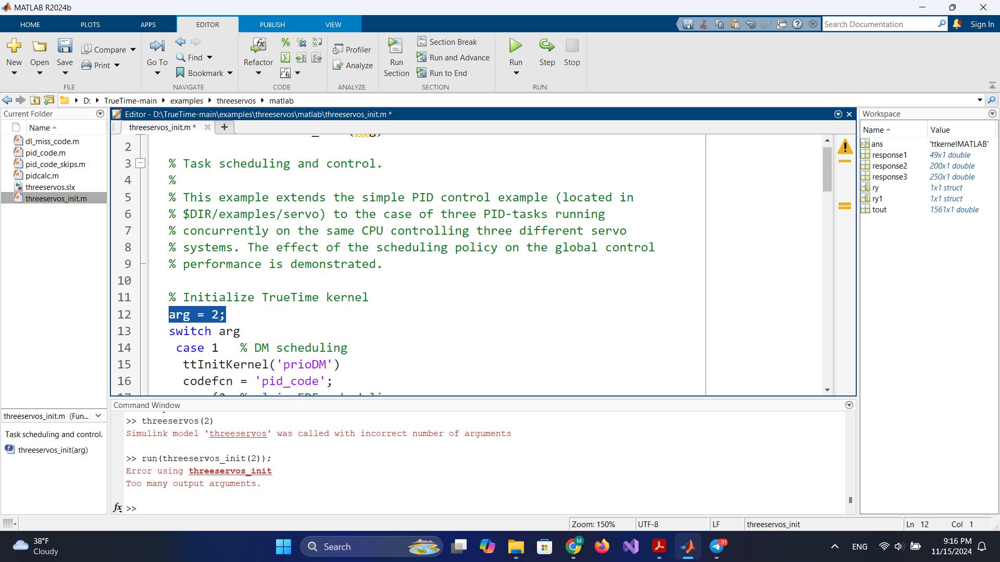 MATLAB R2024b
HOME PLOTS APPS EDITOR PUBLISH VIEW
Search Documentation
Sign In
New Open Save Compare Print
FILE
Go To Find Bookmark
NAVIGATE
Refactor
CODE
Profiler
Analyze
ANALYZE
Run Section
Section Break
Run and Advance
Run to End
SECTION
Run Step Stop
RUN
D: TrueTime-main examples threeservos matlab
Current Folder
Name
dl_miss_code.m
pid_code.m
pid_code_skips.m
pidcalc.m
threeservos.slx
threeservos_init.m
threeservos_init.m (Fun...
Task scheduling and control.
threeservos_init(arg)
Editor - D:\TrueTime-main\examples\threeservos\matlab\threeservos_init.m *
threeservos_init.m *
2
3 % Task scheduling and control.
4 %
5 % This example extends the simple PID control example (located in
6 % $DIR/examples/servo) to the case of three PID-tasks running
7 % concurrently on the same CPU controlling three different servo
8 % systems. The effect of the scheduling policy on the global control
9 % performance is demonstrated.
10
11 % Initialize TrueTime kernel
12 arg = 2;
13 switch arg
14 case 1 % DM scheduling
15 ttInitKernel('prioDM')
16 codefcn = 'pid_code';
Command Window
>> threeservos(2)
Simulink model 'threeservos' was called with incorrect number of arguments
>> run(threeservos_init(2));
Error using threeservos_init
Too many output arguments.
fx >>
Workspace
Name Value
ans 'ttkernelMATLAB'
response1 49x1 double
response2 200x1 double
response3 250x1 double
ry 1x1 struct
ry1 1x1 struct
tout 1561x1 double
Zoom: 150% UTF-8 LF threeservos_init Ln 12 Col 1
38°F
Cloudy
Search
M
91
ENG
9:16 PM
11/15/2024